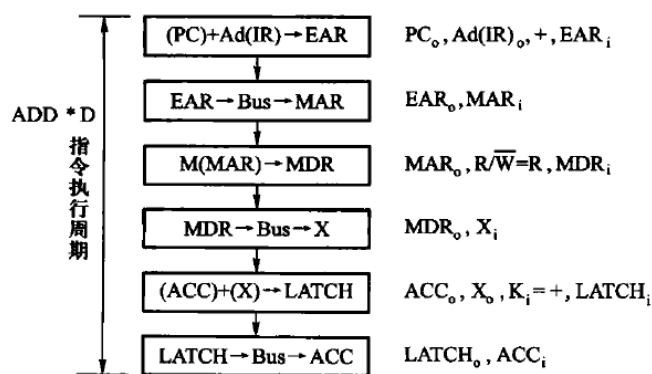 (PC)+Ad(IR)→EAR PCₒ,Ad(IR)ₒ,+,EARᵢ
EAR→Bus→MAR EARₒ,MARᵢ
ADD *D
指令执行周期
M(MAR)→MDR MARₒ, R/W̅=R, MDRᵢ
MDR→Bus→X MDRₒ, Xᵢ
(ACC)+(X)→LATCH ACCₒ, Xₒ, Kᵢ=+, LATCHᵢ
LATCH→Bus→ACC LATCHₒ, ACCᵢ